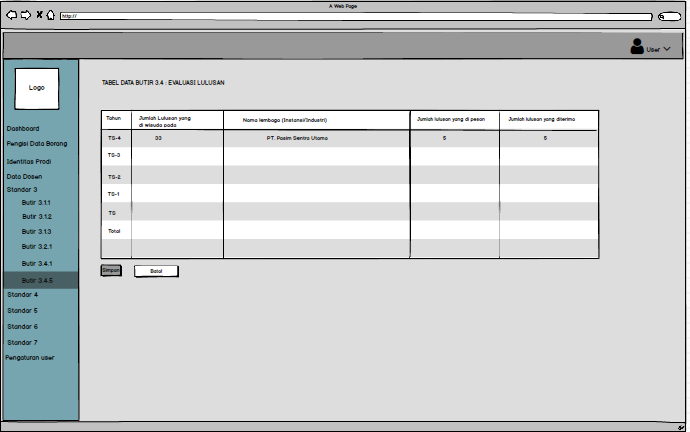 A Web Page
http://
User
Logo
TABEL DATA BUTIR 3.4 : EVALUASI LULUSAN
Tahun
Jumlah Lulusan yang
di wisuda pada
Nama lembaga (Instansi/Industri)
Jumlah lulusan yang di pesan
Jumlah lulusan yang diterima
TS-4
33
PT. Pasim Sentra Utama
5
5
TS-3
TS-2
TS-1
TS
Total
Simpan
Batal
Dashboard
Pengisi Data Borang
Identitas Prodi
Data Dosen
Standar 3
Butir 3.1.1
Butir 3.1.2
Butir 3.1.3
Butir 3.2.1
Butir 3.4.1
Butir 3.4.5
Standar 4
Standar 5
Standar 6
Standar 7
Pengaturan user